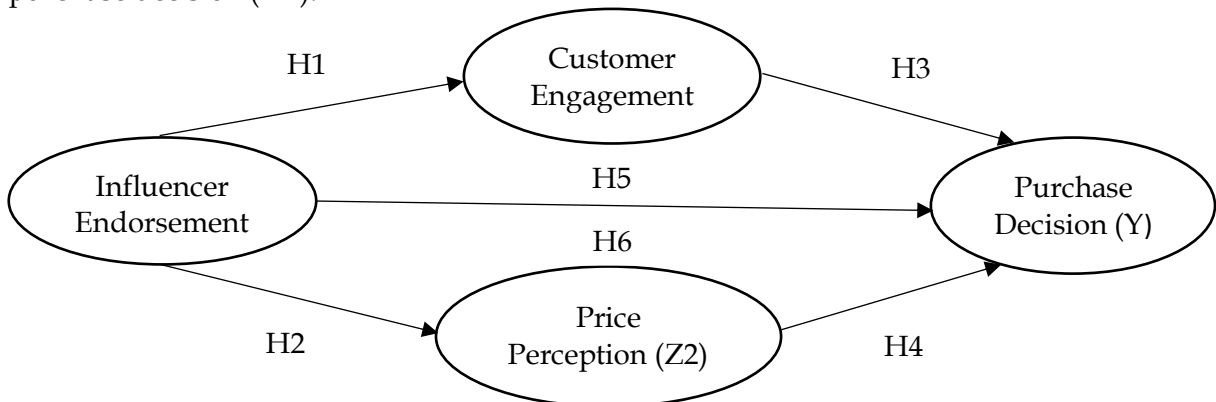 H1
Customer
Engagement
H3
Influencer
Endorsement
H5
Purchase
Decision (Y)
H6
Price
Perception (Z2)
H2
H4